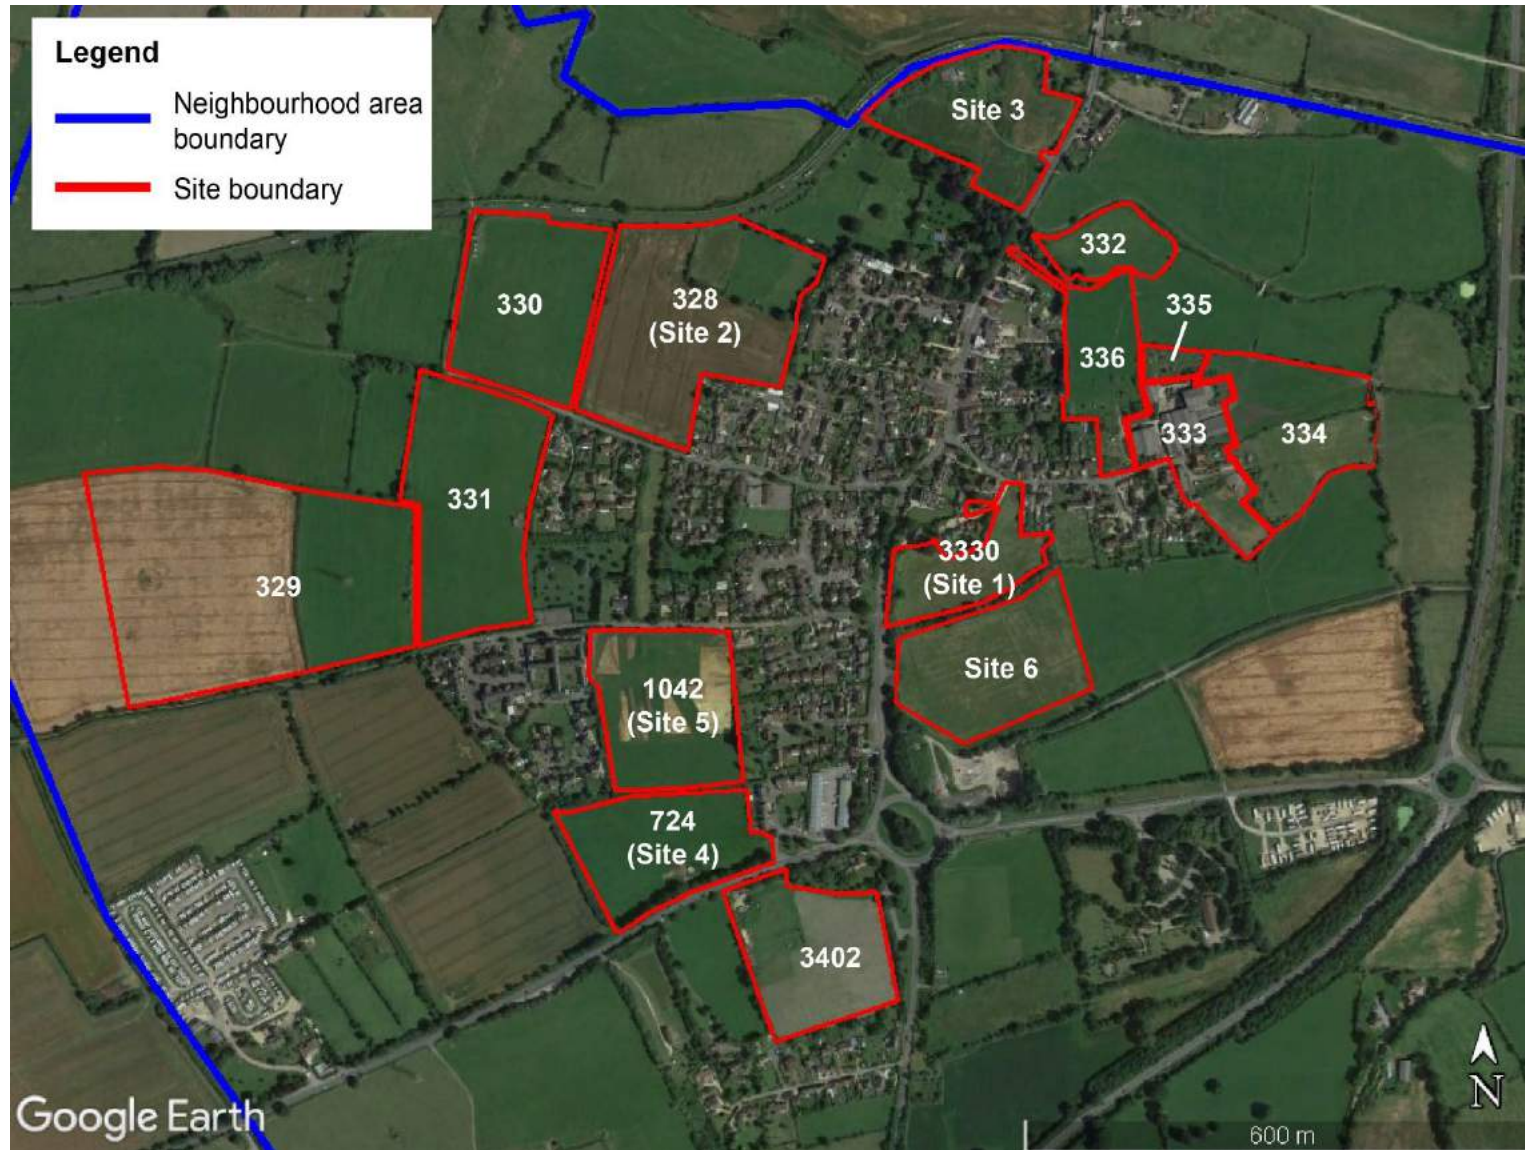 Legend
Neighbourhood area
boundary
Site boundary
Site 3
332
330
328
(Site 2)
335
336
333
334
331
3330
(Site 1)
329
Site 6
1042
(Site 5)
724
(Site 4)
3402
N
Google Earth
600 m